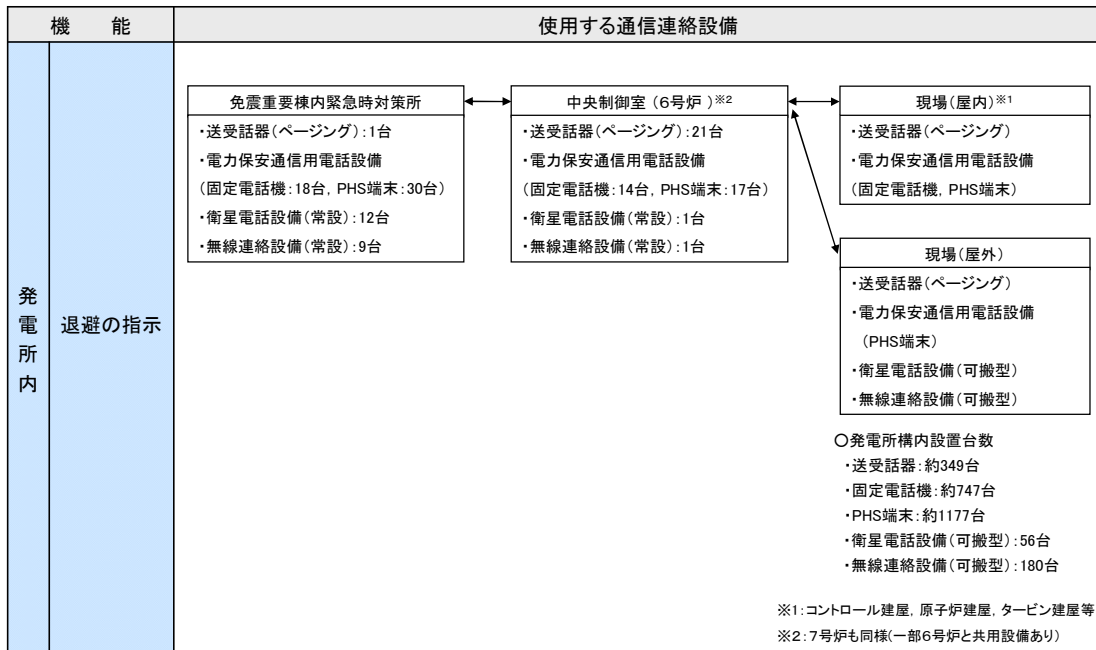 機 能
使用する通信連絡設備
発電所内
退避の指示
免震重要棟内緊急時対策所
・送受話器(ページング):1台
・電力保安通信用電話設備
(固定電話機:18台, PHS端末:30台)
・衛星電話設備(常設):12台
・無線連絡設備(常設):9台
中央制御室(6号炉)※2
・送受話器(ページング):21台
・電力保安通信用電話設備
(固定電話機:14台, PHS端末:17台)
・衛星電話設備(常設):1台
・無線連絡設備(常設):1台
現場(屋内)※1
・送受話器(ページング)
・電力保安通信用電話設備
(固定電話機, PHS端末)
現場(屋外)
・送受話器(ページング)
・電力保安通信用電話設備
(PHS端末)
・衛星電話設備(可搬型)
・無線連絡設備(可搬型)
○発電所構内設置台数
・送受話器:約349台
・固定電話機:約747台
・PHS端末:約1177台
・衛星電話設備(可搬型):56台
・無線連絡設備(可搬型):180台
※1:コントロール建屋, 原子炉建屋, タービン建屋等
※2:7号炉も同様(一部6号炉と共用設備あり)